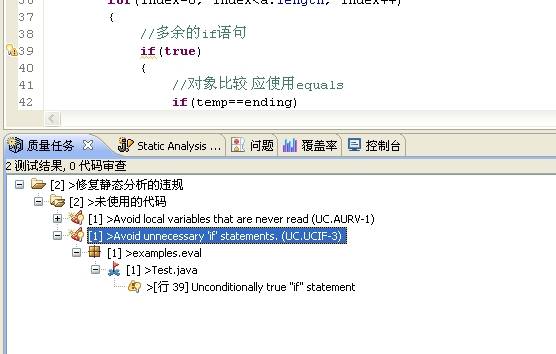 36 for(index=0; index<a.length; index++)
37 {
38 //多余的if语句
39 if(true)
40 {
41 //对象比较 应使用equals
42 if(temp==ending)
质量任务 Static Analysis ... 问题 覆盖率 控制台
2 测试结果, 0 代码审查
[2] >修复静态分析的违规
[2] >未使用的代码
[1] >Avoid local variables that are never read (UC.AURV-1)
[1] >Avoid unnecessary 'if' statements. (UC.UCIF-3)
[1] >examples.eval
[1] >Test.java
>[行 39] Unconditionally true "if" statement